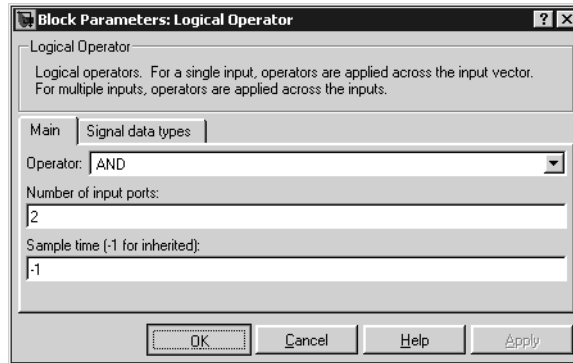 Block Parameters: Logical Operator
Logical Operator
Logical operators. For a single input, operators are applied across the input vector.
For multiple inputs, operators are applied across the inputs.
Main
Signal data types
Operator: AND
Number of input ports:
2
Sample time (-1 for inherited):
-1
OK Cancel Help Apply